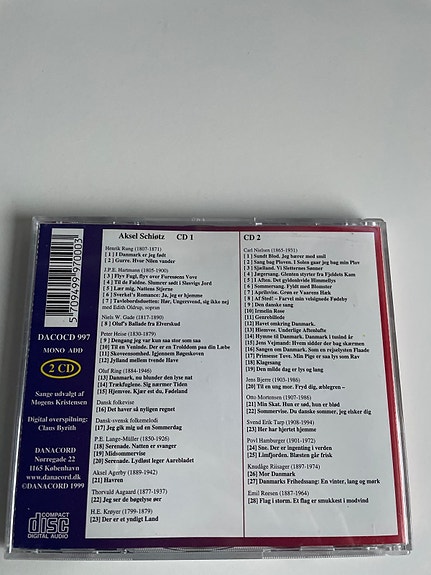 5 709499 970003
DACOCD 997
MONO ADD
2 CD
Sange udvalgt af
Mogens Kristensen
Digital overspilning:
Claus Byrith
DANACORD
Nørregade 22
1165 København
www.danacord.dk
©DANACORD 1999
COMPACT
disc
DIGITAL AUDIO
Aksel Schiøtz CD 1
Henrik Rung (1807-1871)
[ 1 ] I Danmark er jeg født
[ 2 ] Gurre. Hvor Nilen vander
J.P.E. Hartmann (1805-1900)
[ 3 ] Flyv Fugl, flyv over Furesøens Vove
[ 4 ] Til de Faldne. Slumrer sødt i Slesvigs Jord
[ 5 ] Lær mig, Nattens Stjerne
[ 6 ] Sverkel's Romance: Ja, jeg er hjemme
[ 7 ] Tavlebordsduetten: Hør, Ungersvend, sig ikke nej
med Edith Oldrup, sopran
Niels W. Gade (1817-1890)
[ 8 ] Oluf's Ballade fra Elverskud
Peter Heise (1830-1879)
[ 9 ] Dengang jeg var kun saa stor som saa
[10] Til en Veninde. Der er en Trolddom paa din Læbe
[11] Skovensomhed. Igjennem Bøgeskoven
[12] Jylland mellem tvende Have
Oluf Ring (1884-1946)
[13] Danmark, nu blunder den lyse nat
[14] Trækfuglene. Sig nærmer Tiden
[15] Hjemvee. Kjær est du, Fødeland
Dansk folkevise
[16] Det haver så nyligen regnet
Dansk-svensk folkemelodi
[17] Jeg gik mig ud en Sommerdag
P.E. Lange-Müller (1850-1926)
[18] Serenade. Natten er svanger
[19] Midsommervise
[20] Serenade. Lydløst leger Aarebladet
Aksel Agerby (1889-1942)
[21] Havren
Thorvald Aagaard (1877-1937)
[22] Jeg ser de bøgelyse øer
H.E. Krøyer (1799-1879)
[23] Der er et yndigt Land
CD 2
Carl Nielsen (1865-1931)
[ 1 ] Sundt Blod. Jeg bærer med smil
[ 2 ] Sang bag Ploven. I Solen gaar jeg bag min Plov
[ 3 ] Sjælland. Vi Sletternes Sønner
[ 4 ] Jægersang. Glenten styrter fra Fjeldets Kam
[ 5 ] I Aften. Det gyldenhvide Himmellys
[ 6 ] Sommersang. Fyldt med Blomster
[ 7 ] Aprilvise. Grøn er Vaarens Hæk
[ 8 ] Af Sted! – Farvel min velsignede Fødeby
[ 9 ] Den danske sang
[10] Irmelin Rose
[11] Genrebillede
[12] Havet omkring Danmark.
[13] Hjemvee. Underlige Aftenlufte
[14] Hymne til Danmark. Danmark i tusind år
[15] Jens Vejmand: Hvem sidder der bag skærmen
[16] Sangen om Danmark. Som en rejselysten Flaade
[17] Prinsesse Tove. Min Pige er saa lys som Rav
[18] Klagesang
[19] Den milde dag er lys og lang
Jens Bjerre (1903-1986)
[20] Til en ung mor. Fryd dig, æblegren –
Otto Mortensen (1907-1986)
[21] Min Skat. Hun er sød, hun er blød
[22] Sommervise. Du danske sommer, jeg elsker dig
Svend Erik Tarp (1908-1994)
[23] Her har hjertet hjemme
Povl Hamburger (1901-1972)
[24] Sne. Der er ingenting i verden
[25] Limfjorden. Blæsten går frisk
Knudåge Riisager (1897-1974)
[26] Mor Danmark
[27] Danmarks Frihedssang: En vinter, lang og mørk
Emil Reesen (1887-1964)
[28] Flag i storm. Et flag er smukkest i modvind